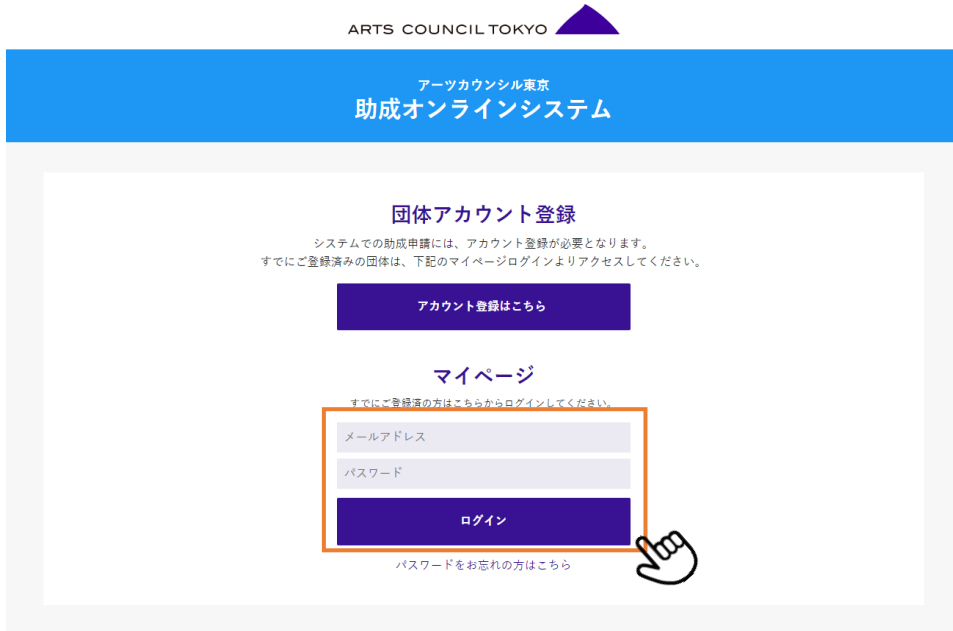 ARTS COUNCIL TOKYO
アーツカウンシル東京
助成オンラインシステム
団体アカウント登録
システムでの助成申請には、アカウント登録が必要となります。
すでにご登録済みの団体は、下記のマイページログインよりアクセスしてください。
アカウント登録はこちら
マイページ
すでにご登録済の方はこちらからログインしてください。
メールアドレス
パスワード
ログイン
パスワードをお忘れの方はこちら